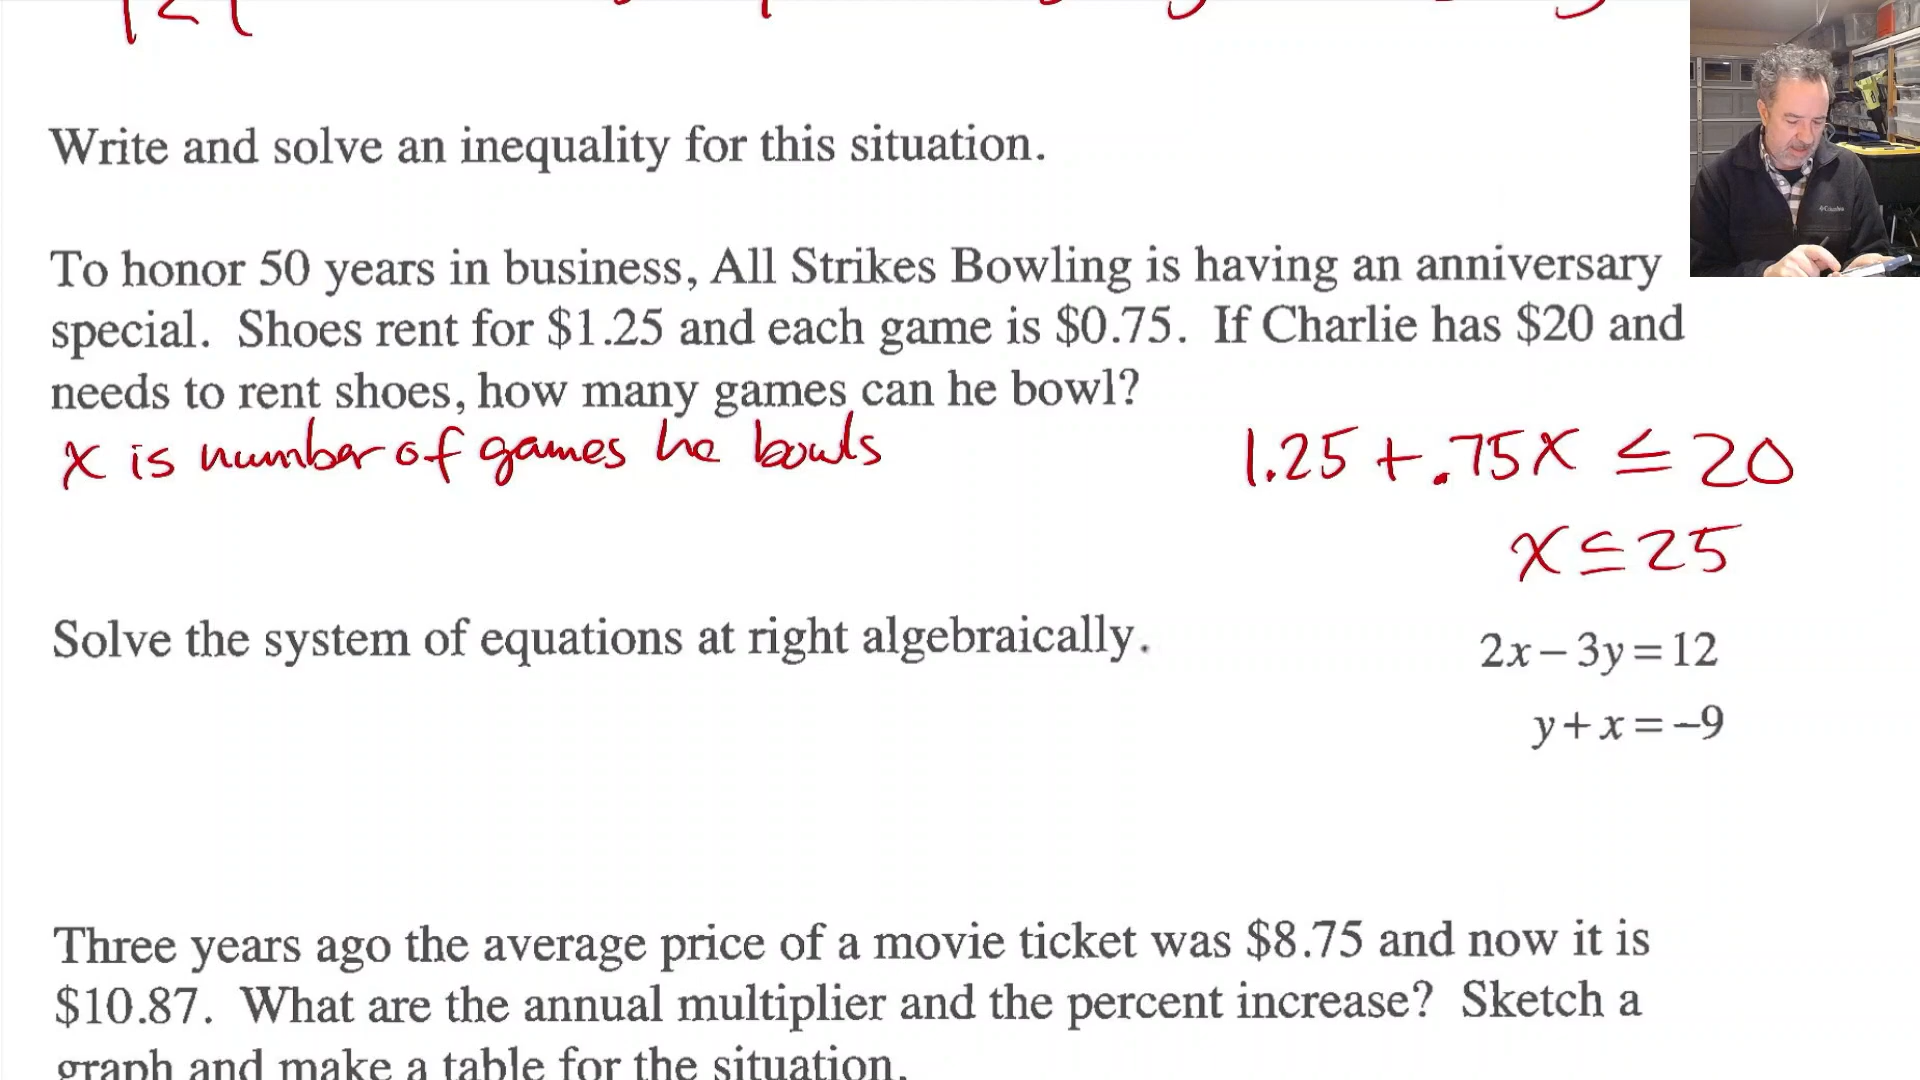 Write and solve an inequality for this situation.
To honor 50 years in business, All Strikes Bowling is having an anniversary
special. Shoes rent for $1.25 and each game is $0.75. If Charlie has $20 and
needs to rent shoes, how many games can he bowl?
x is number of games he bowls
1.25 + .75x ≤ 20
x ≤ 25
Solve the system of equations at right algebraically.
2x – 3y = 12
y + x = –9
Three years ago the average price of a movie ticket was $8.75 and now it is
$10.87. What are the annual multiplier and the percent increase? Sketch a
graph and make a table for the situation.